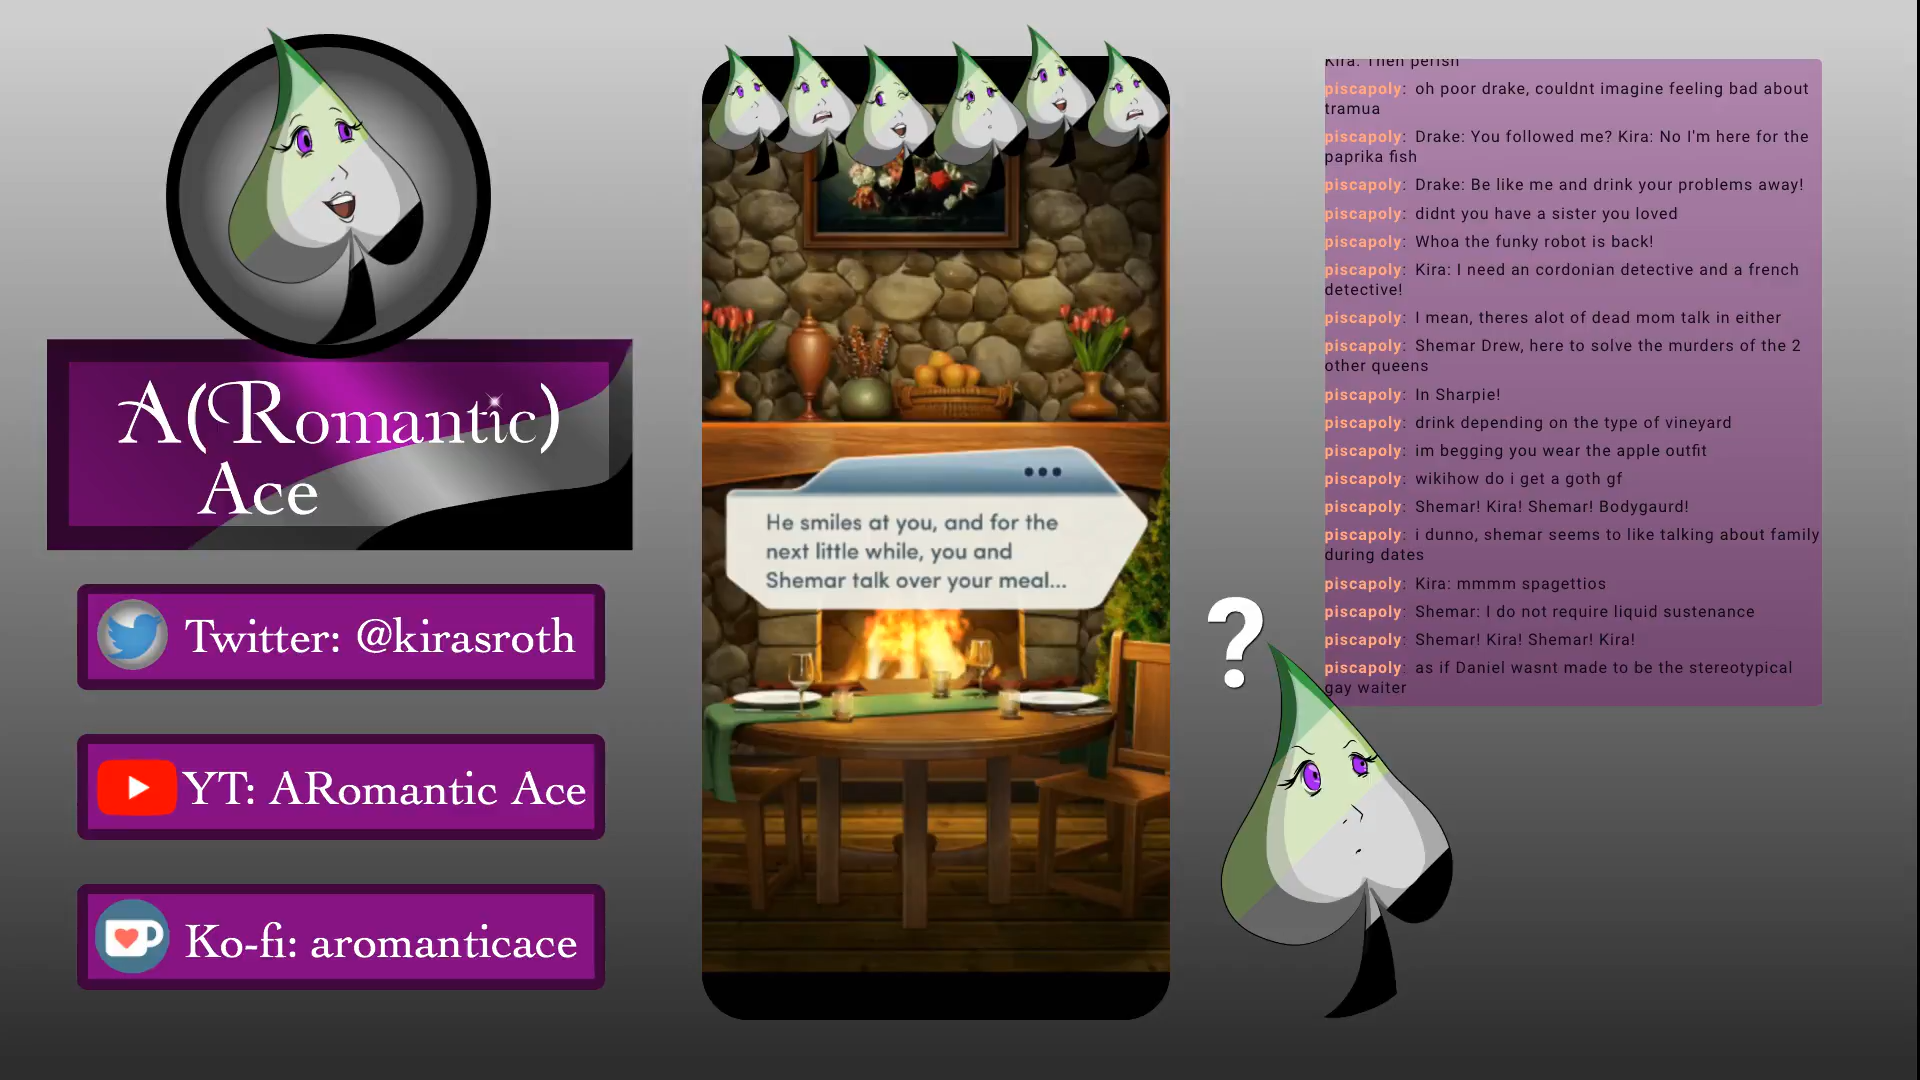 A(Romantic)
Ace
Twitter: @kirasroth
YT: ARomantic Ace
Ko-fi: aromanticace
He smiles at you, and for the
next little while, you and
Shemar talk over your meal...
?
Kira: Then perish
piscapoly: oh poor drake, couldnt imagine feeling bad about
tramua
piscapoly: Drake: You followed me? Kira: No I'm here for the
paprika fish
piscapoly: Drake: Be like me and drink your problems away!
piscapoly: didnt you have a sister you loved
piscapoly: Whoa the funky robot is back!
piscapoly: Kira: I need an cordonian detective and a french
detective!
piscapoly: I mean, theres alot of dead mom talk in either
piscapoly: Shemar Drew, here to solve the murders of the 2
other queens
piscapoly: In Sharpie!
piscapoly: drink depending on the type of vineyard
piscapoly: im begging you wear the apple outfit
piscapoly: wikihow do i get a goth gf
piscapoly: Shemar! Kira! Shemar! Bodygaurd!
piscapoly: i dunno, shemar seems to like talking about family
during dates
piscapoly: Kira: mmmm spagettios
piscapoly: Shemar: I do not require liquid sustenance
piscapoly: Shemar! Kira! Shemar! Kira!
piscapoly: as if Daniel wasnt made to be the stereotypical
gay waiter